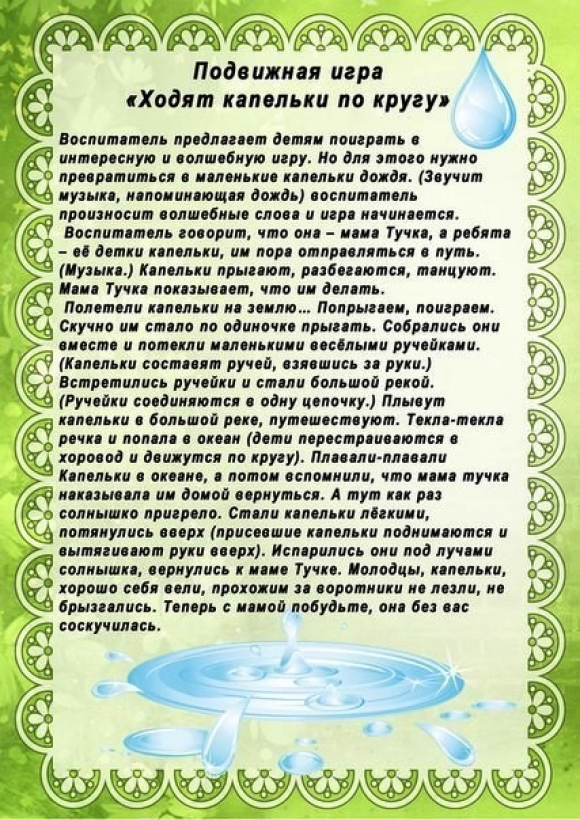 Подвижная игра
«Ходят капельки по кругу»
Воспитатель предлагает детям поиграть в
интересную и волшебную игру. Но для этого нужно
превратиться в маленькие капельки дождя. (Звучит
музыка, напоминающая дождь) воспитатель
произносит волшебные слова и игра начинается.
Воспитатель говорит, что она – мама Тучка, а ребята
– её детки капельки, им пора отправляться в путь.
(Музыка.) Капельки прыгают, разбегаются, танцуют.
Мама Тучка показывает, что им делать.
Полетели капельки на землю... Попрыгаем, поиграем.
Скучно им стало по одиночке прыгать. Собрались они
вместе и потекли маленькими весёлыми ручейками.
(Капельки составят ручей, взявшись за руки.)
Встретились ручейки и стали большой рекой.
(Ручейки соединяются в одну цепочку.) Плывут
капельки в большой реке, путешествуют. Текла-текла
речка и попала в океан (дети перестраиваются в
хоровод и движутся по кругу). Плавали-плавали
Капельки в океане, а потом вспомнили, что мама тучка
наказывала им домой вернуться. А тут как раз
солнышко пригрело. Стали капельки лёгкими,
потянулись вверх (присевшие капельки поднимаются и
вытягивают руки вверх). Испарились они под лучами
солнышка, вернулись к маме Тучке. Молодцы, капельки,
хорошо себя вели, прохожим за воротники не лезли, не
брызгались. Теперь с мамой побудьте, она без вас
соскучилась.